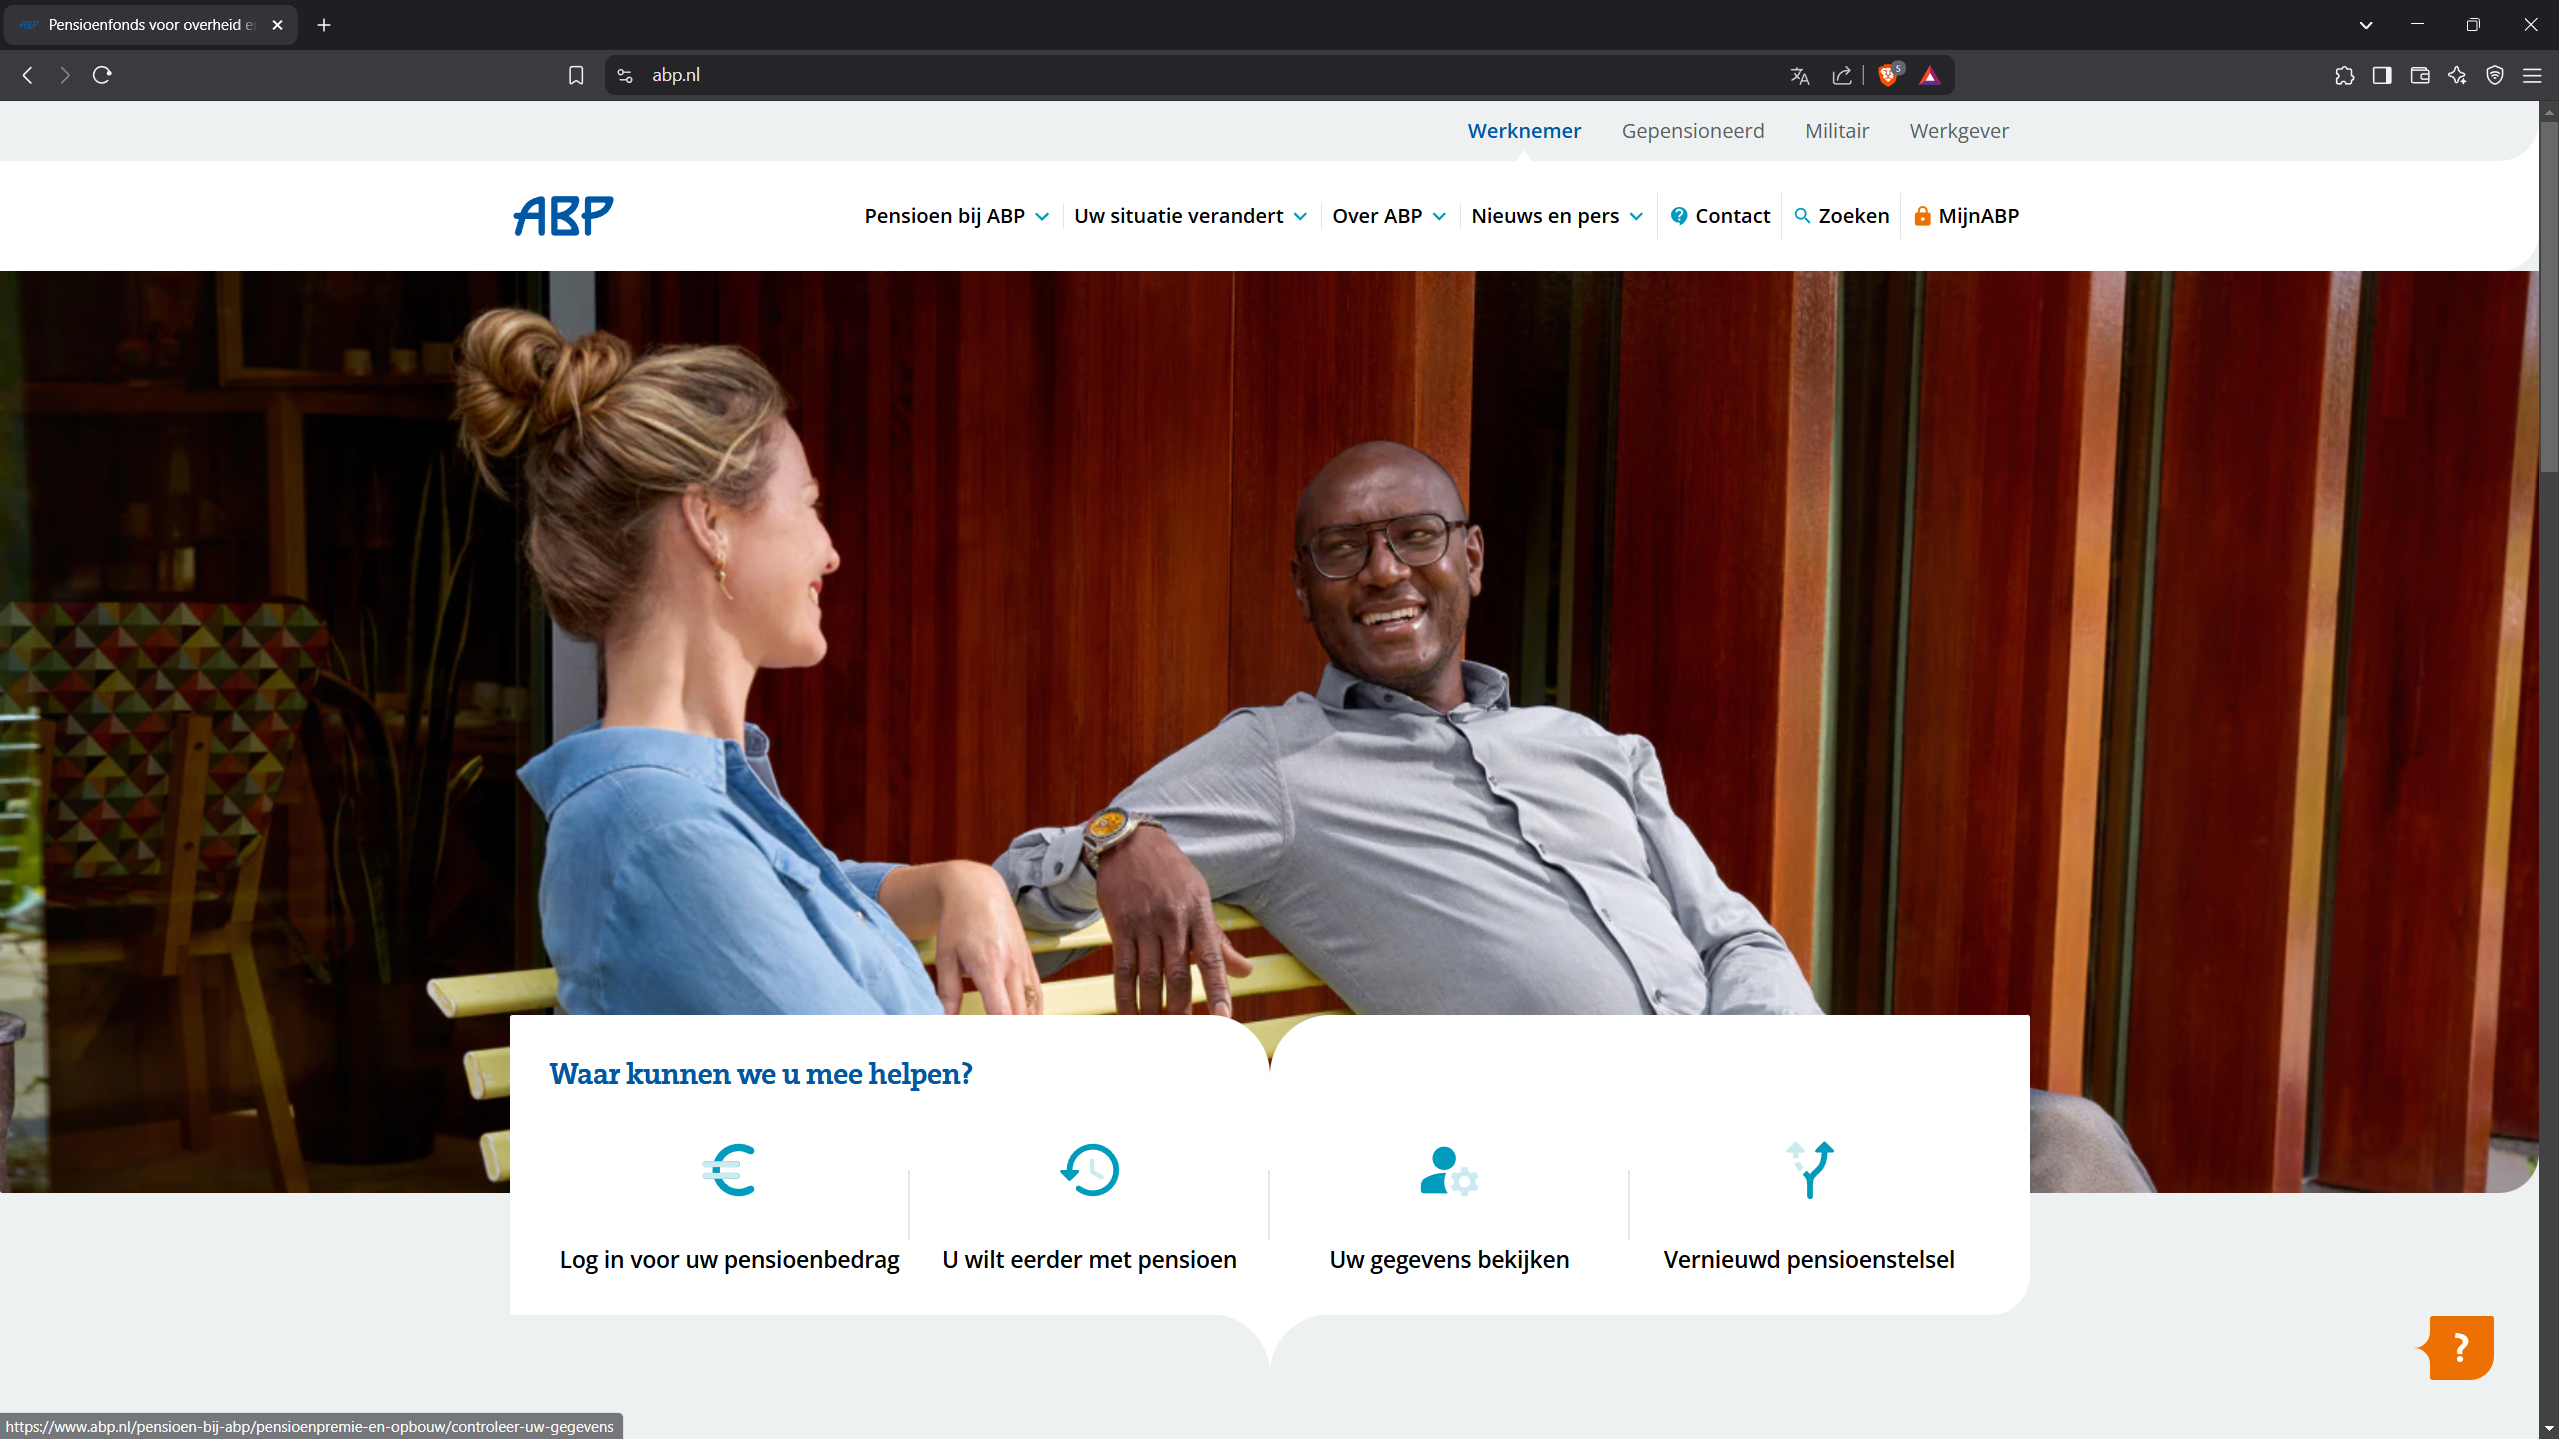 ABP Pensioenfonds voor overheid e
abp.nl
5
Werknemer Gepensioneerd Militair Werkgever
ABP
Pensioen bij ABP Uw situatie verandert Over ABP Nieuws en pers ? Contact Zoeken MijnABP
Waar kunnen we u mee helpen?
Log in voor uw pensioenbedrag U wilt eerder met pensioen Uw gegevens bekijken Vernieuwd pensioenstelsel
?
https://www.abp.nl/pensioen-bij-abp/pensioenpremie-en-opbouw/controleer-uw-gegevens